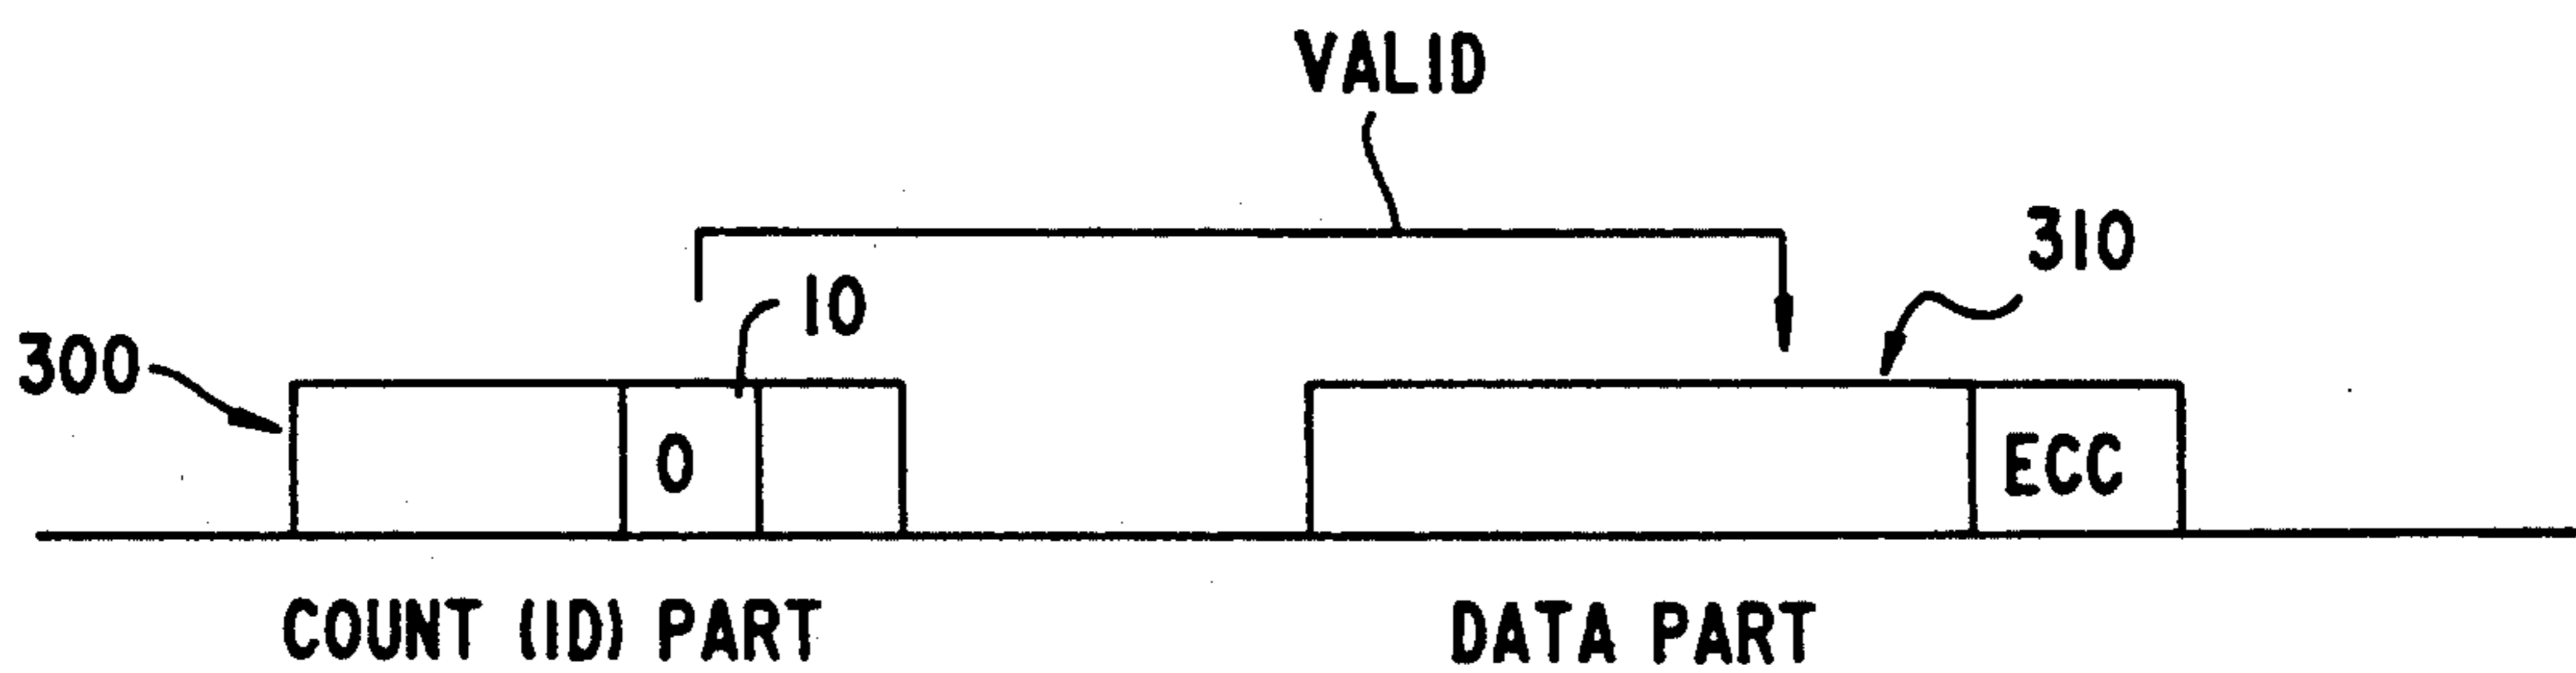 VALID
310
10
300
0
ECC
COUNT (ID) PART
DATA PART